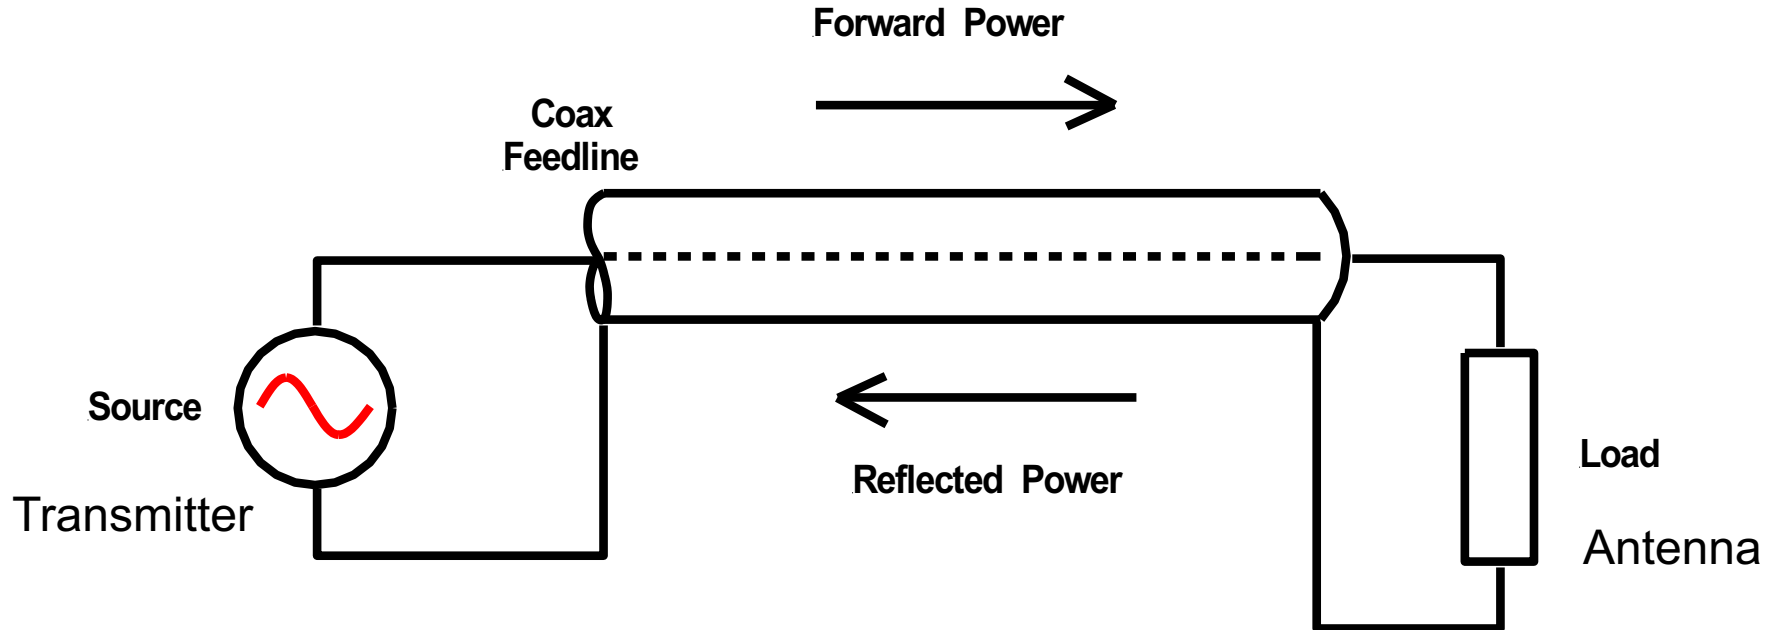 Forward Power
Coax
Feedline
Source
Transmitter
Reflected Power
Load
Antenna